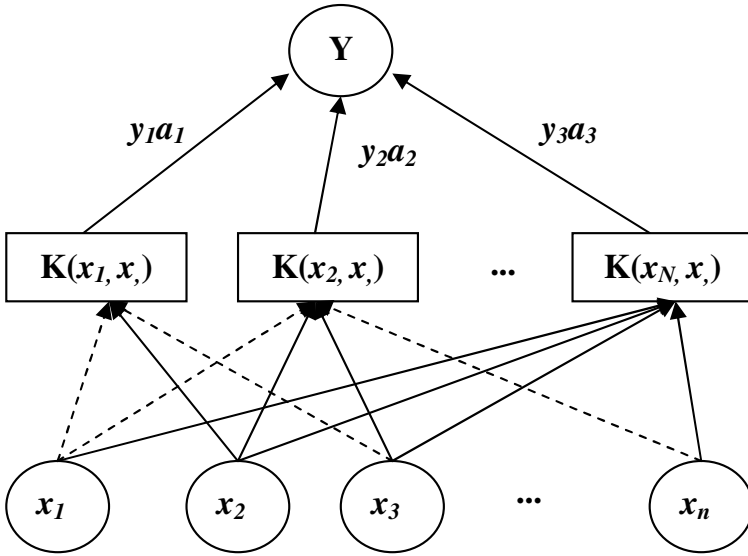 Y
y1a1
y2a2
y3a3
K(x1, x,)
K(x2, x,)
...
K(xN, x,)
x1
x2
x3
...
xn